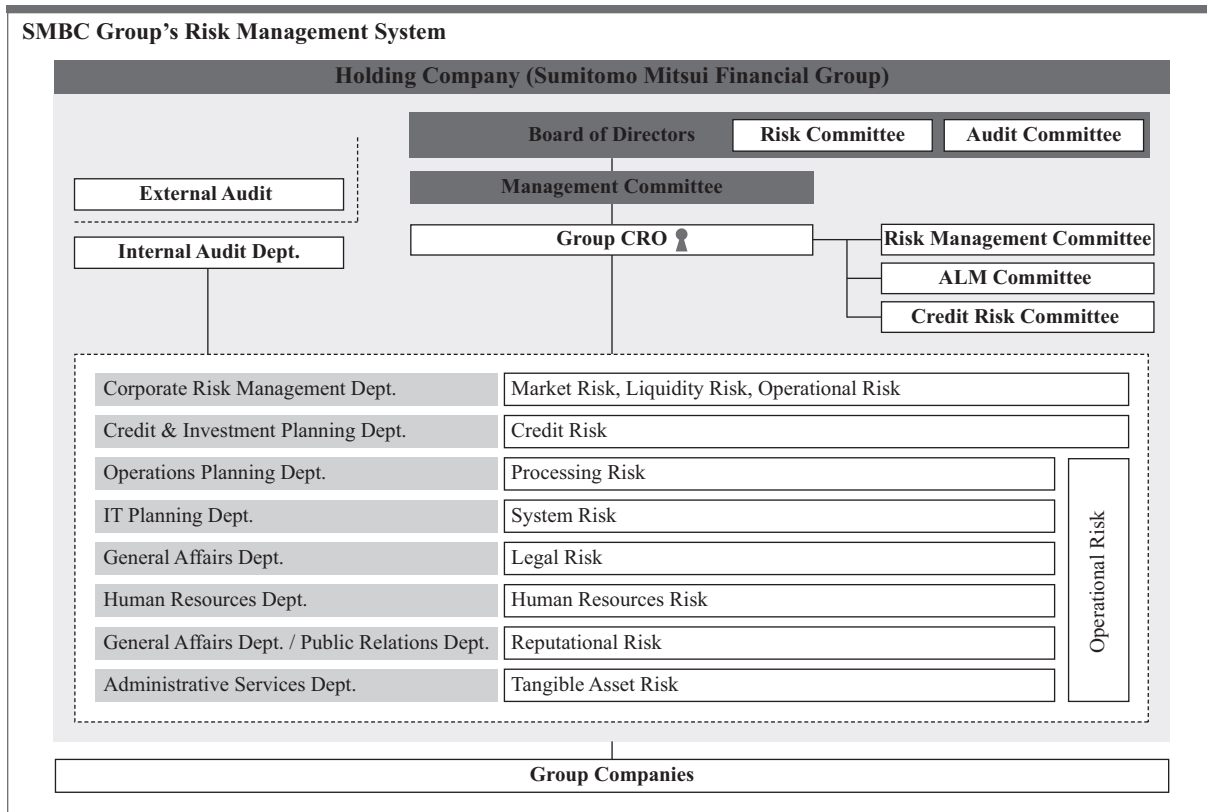 SMBC Group’s Risk Management System
Holding Company (Sumitomo Mitsui Financial Group)
Board of Directors
Risk Committee
Audit Committee
Management Committee
External Audit
Internal Audit Dept.
Group CRO
Risk Management Committee
ALM Committee
Credit Risk Committee
Corporate Risk Management Dept.
Market Risk, Liquidity Risk, Operational Risk
Credit & Investment Planning Dept.
Credit Risk
Operations Planning Dept.
Processing Risk
IT Planning Dept.
System Risk
General Affairs Dept.
Legal Risk
Human Resources Dept.
Human Resources Risk
General Affairs Dept. / Public Relations Dept.
Reputational Risk
Administrative Services Dept.
Tangible Asset Risk
Operational Risk
Group Companies